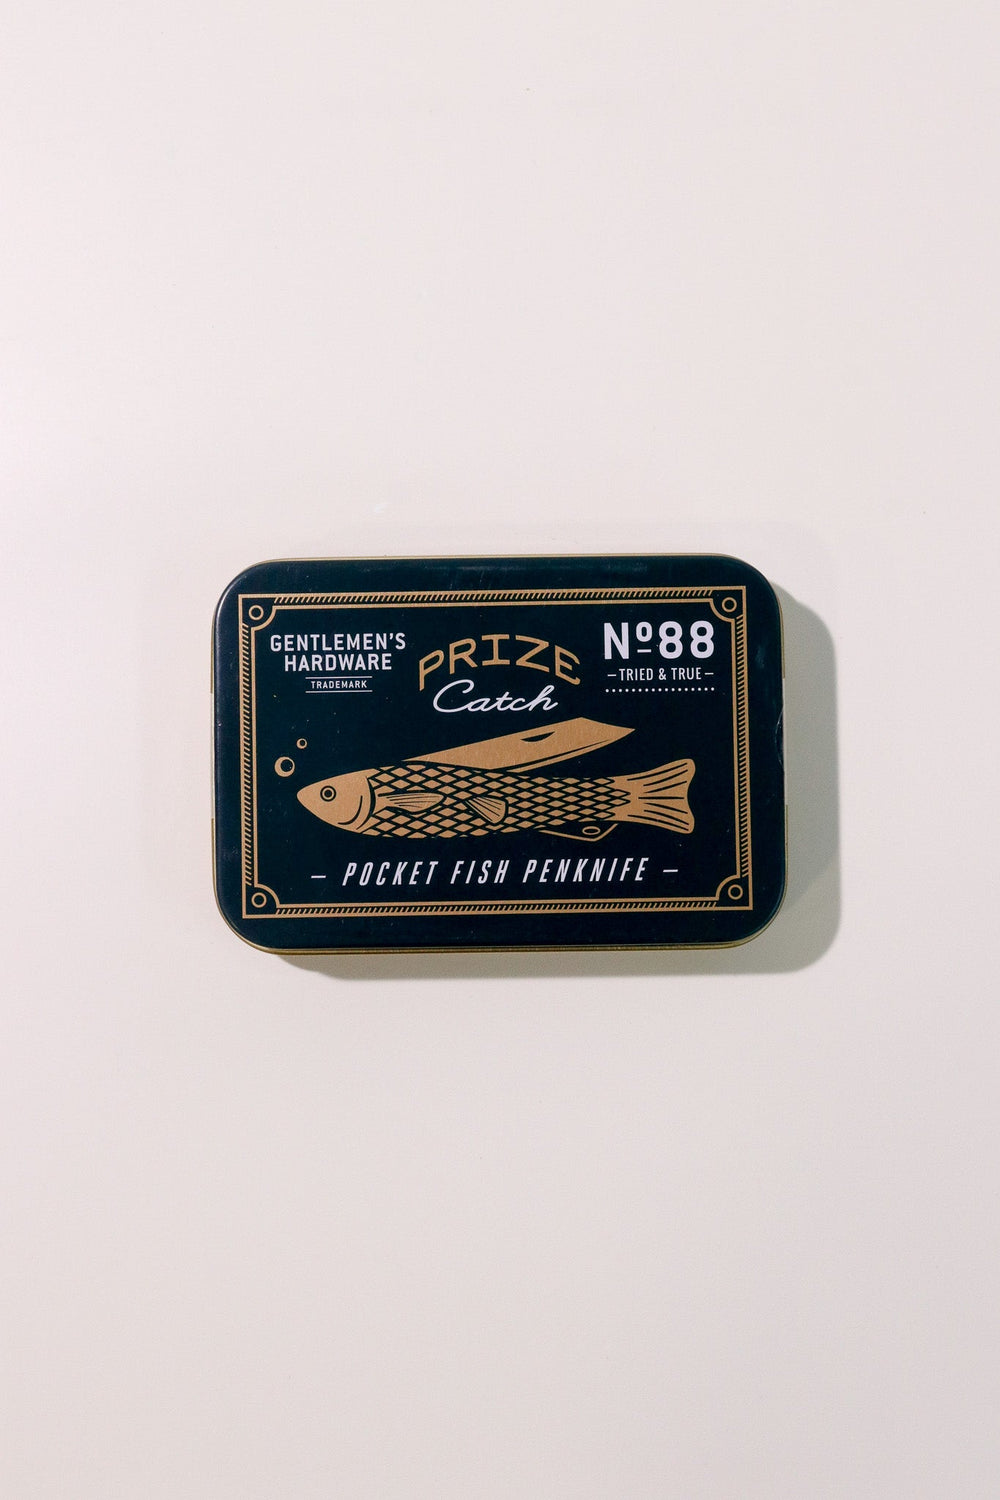 GENTLEMEN'S
HARDWARE
TRADEMARK
PRIZE
Catch
Nº88
–TRIED & TRUE–
– POCKET FISH PENKNIFE –